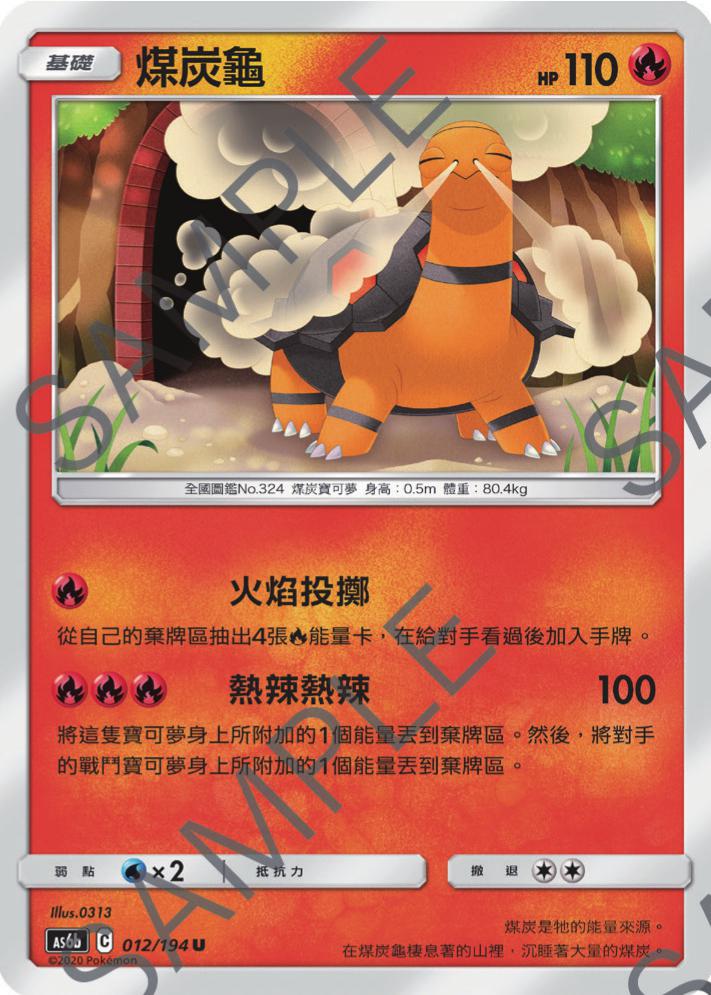 基礎 煤炭龜 HP 110
全國圖鑑No.324 煤炭寶可夢 身高：0.5m 體重：80.4kg
火焰投擲
從自己的棄牌區抽出4張能量卡，在給對手看過後加入手牌。
熱辣熱辣 100
將這隻寶可夢身上所附加的1個能量丟到棄牌區。然後，將對手
的戰鬥寶可夢身上所附加的1個能量丟到棄牌區。
弱點 ×2 抵抗力 撤退
Illus.0313
AS6b C 012/194 U
©2020 Pokémon
煤炭是牠的能量來源。
在煤炭龜棲息著的山裡，沉睡著大量的煤炭。
SAMPLE
SAMPLE
SA
SA